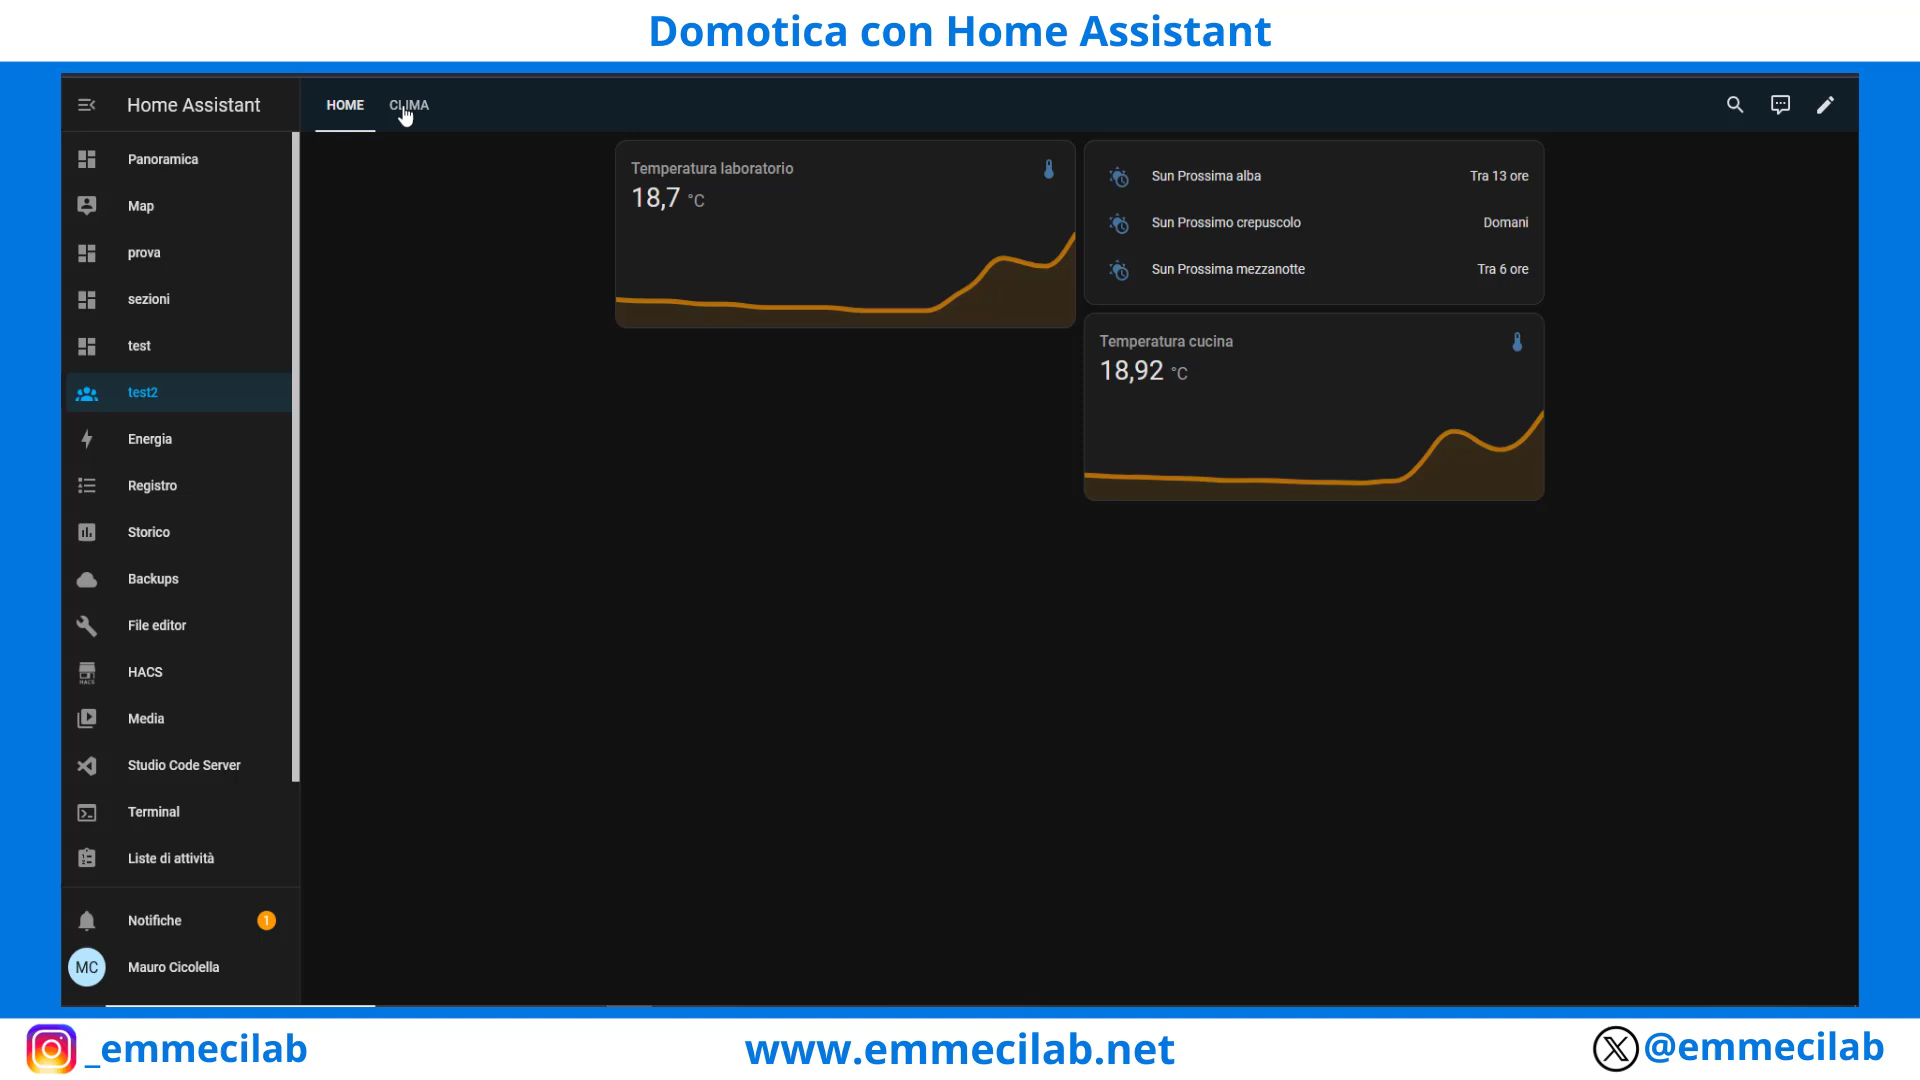 Domotica con Home Assistant
Home Assistant
HOME
CLIMA
Panoramica
Map
prova
sezioni
test
test2
Energia
Registro
Storico
Backups
File editor
HACS
Media
Studio Code Server
Terminal
Liste di attività
Notifiche 1
MC Mauro Cicolella
Temperatura laboratorio
18,7 °C
Sun Prossima alba Tra 13 ore
Sun Prossimo crepuscolo Domani
Sun Prossima mezzanotte Tra 6 ore
Temperatura cucina
18,92 °C
_emmecilab
www.emmecilab.net
@emmecilab